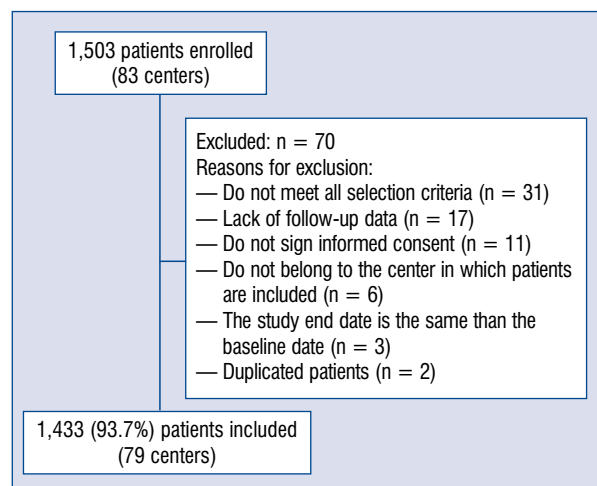 1,503 patients enrolled
(83 centers)
Excluded: n = 70
Reasons for exclusion:
— Do not meet all selection criteria (n = 31)
— Lack of follow-up data (n = 17)
— Do not sign informed consent (n = 11)
— Do not belong to the center in which patients
are included (n = 6)
— The study end date is the same than the
baseline date (n = 3)
— Duplicated patients (n = 2)
1,433 (93.7%) patients included
(79 centers)